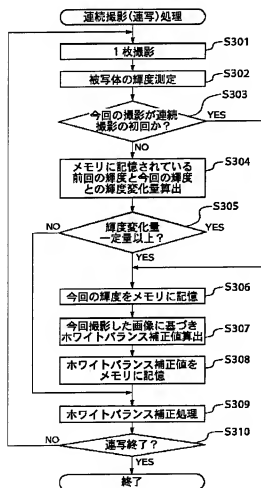 連続撮影(連写)処理
S301
1枚撮影
S302
被写体の輝度測定
S303
今回の撮影が連続
撮影の初回か?
YES
NO
S304
メモリに記憶されている
前回の輝度と今回の輝度
との輝度変化量算出
S305
NO
輝度変化量
一定量以上?
YES
YES
S306
今回の輝度をメモリに記憶
S307
今回撮影した画像に基づき
ホワイトバランス補正値算出
S308
ホワイトバランス補正値を
メモリに記憶
S309
ホワイトバランス補正処理
S310
NO
連写終了?
YES
終了